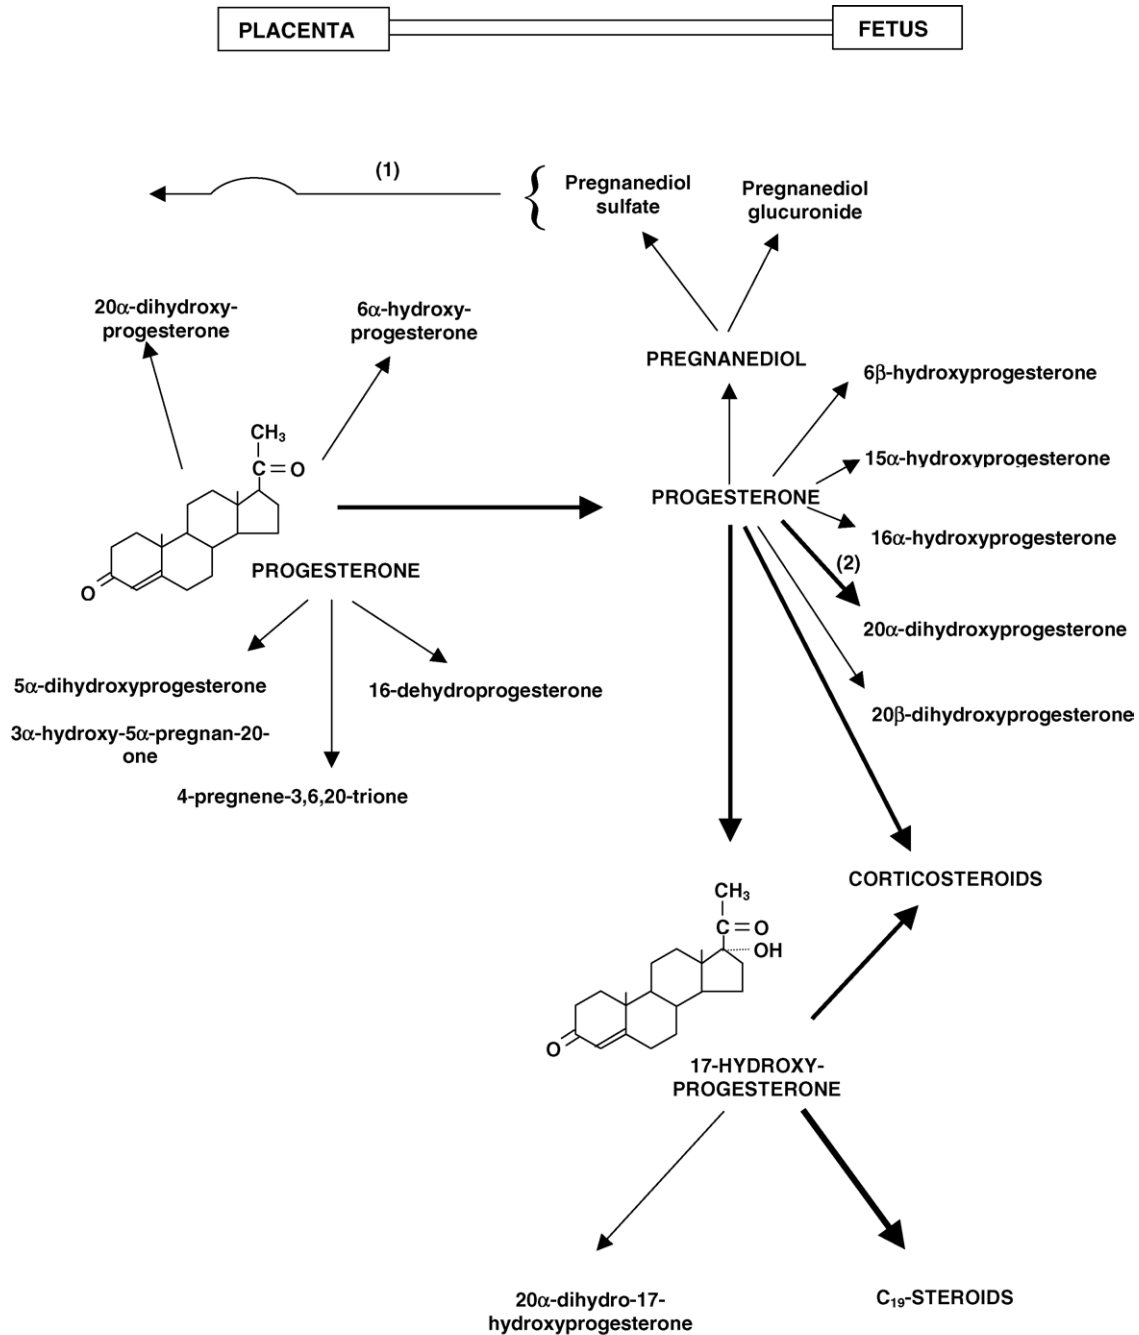 PLACENTA
FETUS
(1)
{
Pregnanediol
sulfate
Pregnanediol
glucuronide
20α-dihydroxy-
progesterone
6α-hydroxy-
progesterone
PREGNANEDIOL
6β-hydroxyprogesterone
CH3
C=O
15α-hydroxyprogesterone
PROGESTERONE
16α-hydroxyprogesterone
(2)
O
PROGESTERONE
20α-dihydroxyprogesterone
5α-dihydroxyprogesterone
16-dehydroprogesterone
20β-dihydroxyprogesterone
3α-hydroxy-5α-pregnan-20-
one
4-pregnene-3,6,20-trione
CORTICOSTEROIDS
CH3
C=O
OH
O
17-HYDROXY-
PROGESTERONE
20α-dihydro-17-
hydroxyprogesterone
C19-STEROIDS